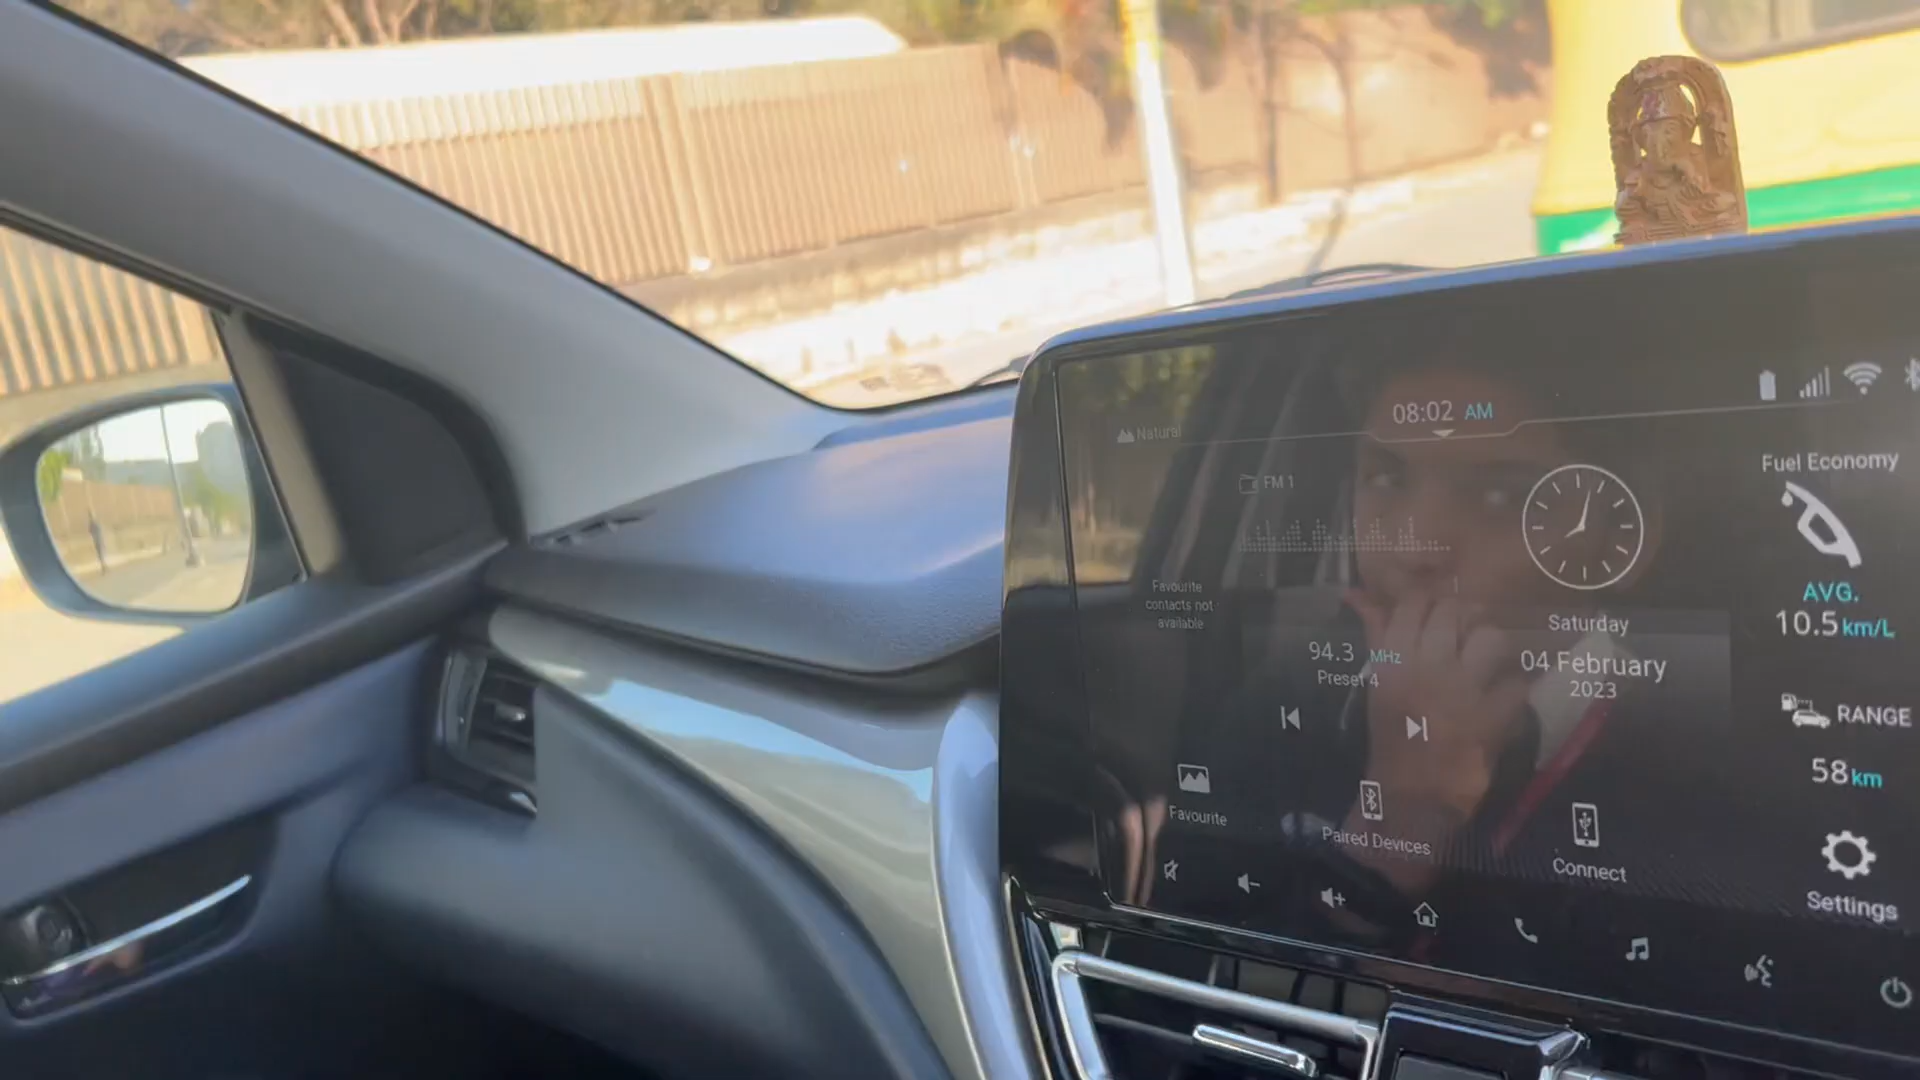 08:02 AM
Natural
FM 1
Favourite
contacts not
available
94.3 MHz
Preset 4
Saturday
04 February
2023
Fuel Economy
AVG.
10.5 km/L
RANGE
58 km
Favourite
Paired Devices
Connect
Settings